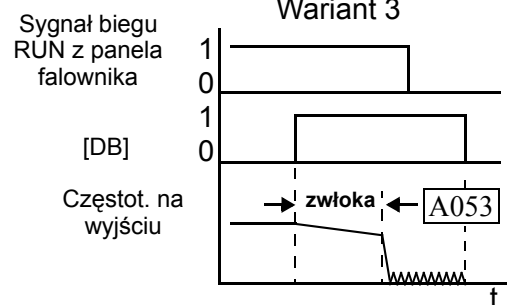 Wariant 3
Sygnał biegu
RUN z panela
falownika
1
0
[DB]
1
0
Częstot. na
wyjściu
zwłoka
A053
t